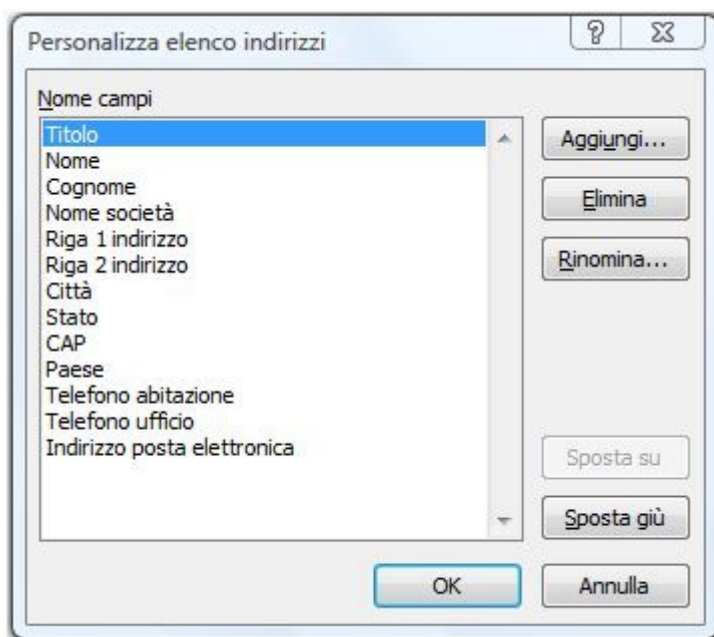 Personalizza elenco indirizzi
Nome campi
Titolo
Nome
Cognome
Nome società
Riga 1 indirizzo
Riga 2 indirizzo
Città
Stato
CAP
Paese
Telefono abitazione
Telefono ufficio
Indirizzo posta elettronica
Aggiungi...
Elimina
Rinomina...
Sposta su
Sposta giù
OK
Annulla